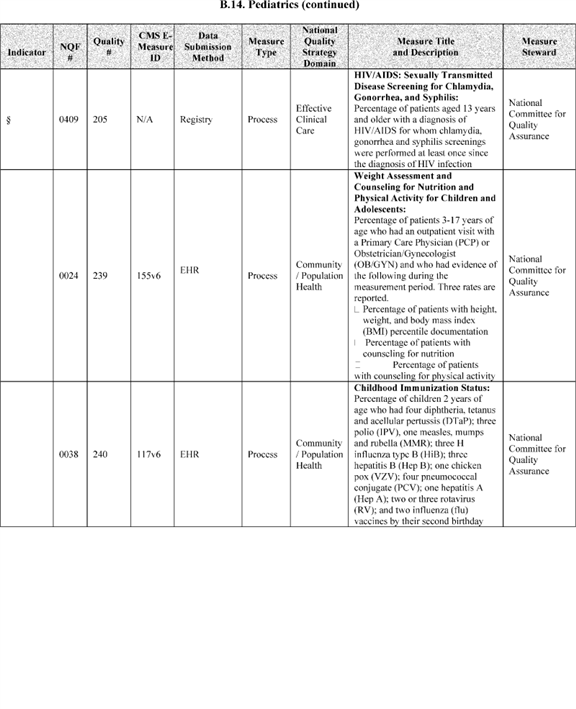 B.14. Pediatrics (continued)
Indicator
NQF
#
Quality
#
CMS E-
Measure
ID
Data
Submission
Method
Measure
Type
National
Quality
Strategy
Domain
Measure Title
and Description
Measure
Steward
§
0409
205
N/A
Registry
Process
Effective
Clinical
Care
HIV/AIDS: Sexually Transmitted
Disease Screening for Chlamydia,
Gonorrhea, and Syphilis:
Percentage of patients aged 13 years
and older with a diagnosis of
HIV/AIDS for whom chlamydia,
gonorrhea and syphilis screenings
were performed at least once since
the diagnosis of HIV infection
National
Committee for
Quality
Assurance
0024
239
155v6
EHR
Process
Community
/ Population
Health
Weight Assessment and
Counseling for Nutrition and
Physical Activity for Children and
Adolescents:
Percentage of patients 3-17 years of
age who had an outpatient visit with
a Primary Care Physician (PCP) or
Obstetrician/Gynecologist
(OB/GYN) and who had evidence of
the following during the
measurement period. Three rates are
reported.
Percentage of patients with height,
weight, and body mass index
(BMI) percentile documentation
Percentage of patients with
counseling for nutrition
Percentage of patients
with counseling for physical activity
National
Committee for
Quality
Assurance
0038
240
117v6
EHR
Process
Community
/ Population
Health
Childhood Immunization Status:
Percentage of children 2 years of
age who had four diphtheria, tetanus
and acellular pertussis (DTaP); three
polio (IPV), one measles, mumps
and rubella (MMR); three H
influenza type B (HiB); three
hepatitis B (Hep B); one chicken
pox (VZV); four pneumococcal
conjugate (PCV); one hepatitis A
(Hep A); two or three rotavirus
(RV); and two influenza (flu)
vaccines by their second birthday
National
Committee for
Quality
Assurance